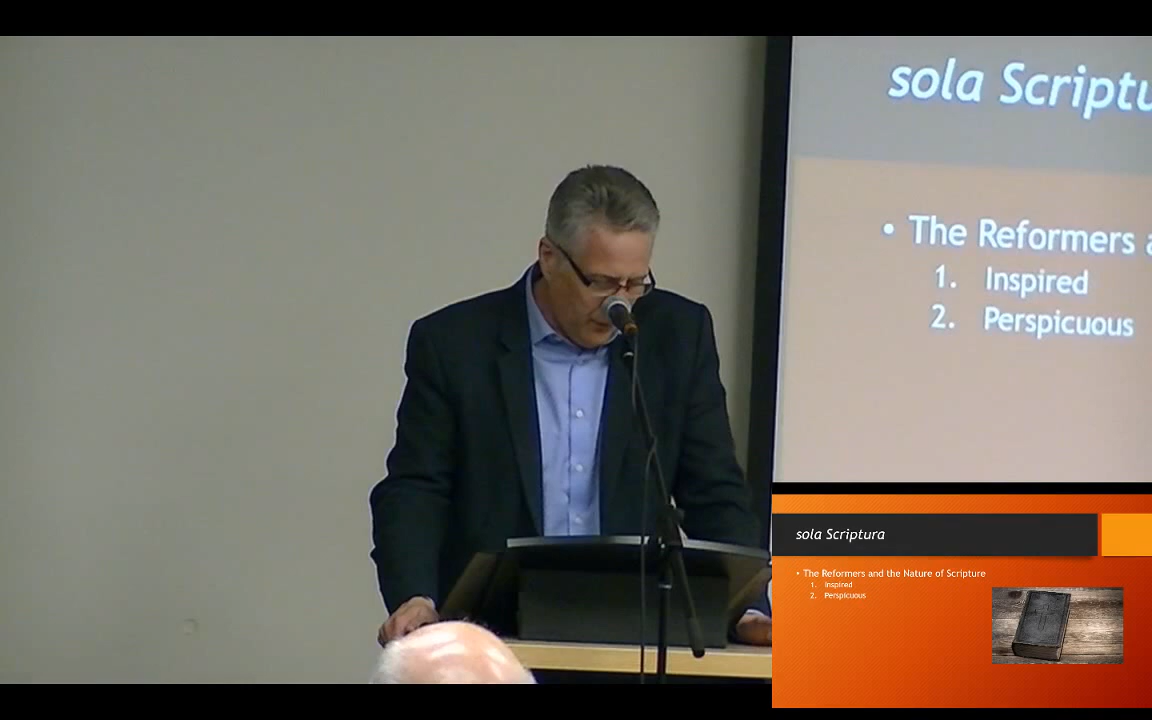 sola Scriptu
• The Reformers a
1. Inspired
2. Perspicuous
sola Scriptura
• The Reformers and the Nature of Scripture
1. Inspired
2. Perspicuous